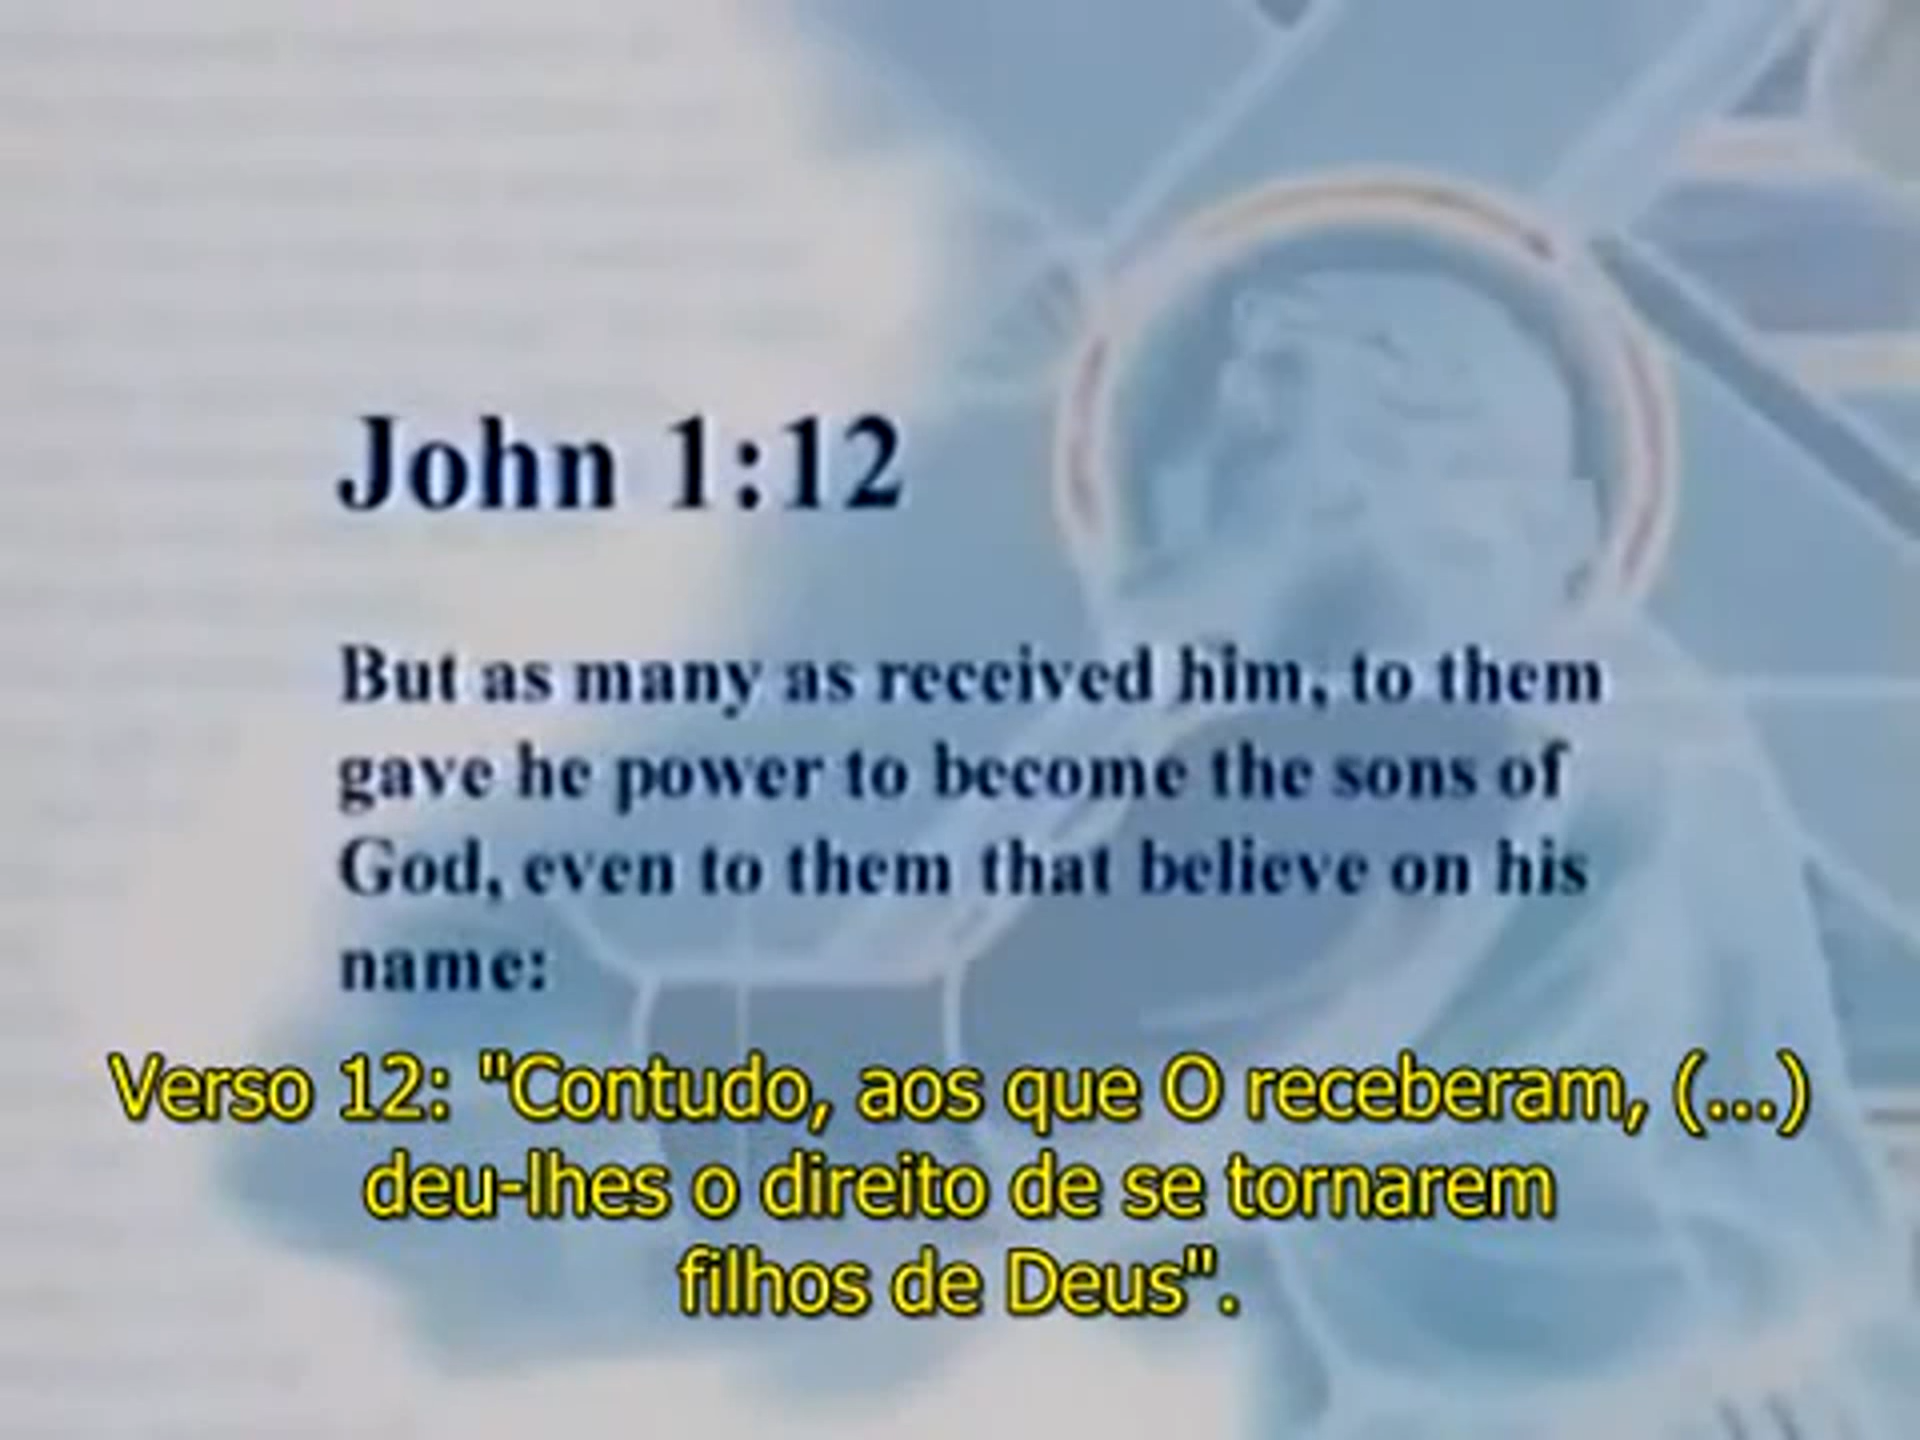 John 1:12
But as many as received him, to them
gave he power to become the sons of
God, even to them that believe on his
name:
Verso 12: "Contudo, aos que O receberam, (...)
deu-lhes o direito de se tornarem
filhos de Deus".